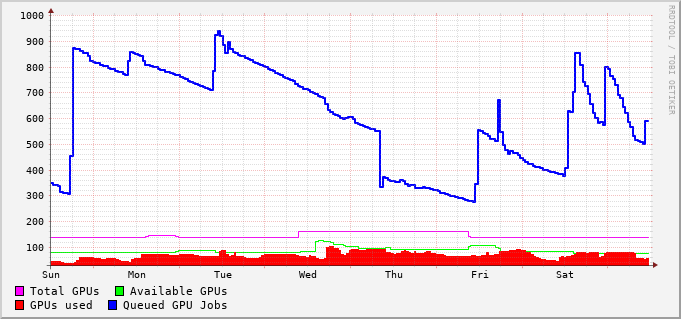 1000
900
800
700
600
500
400
300
200
100
Sun Mon Tue Wed Thu Fri Sat
Total GPUs Available GPUs
GPUs used Queued GPU Jobs
RRDTOOL / TOBI OETIKER